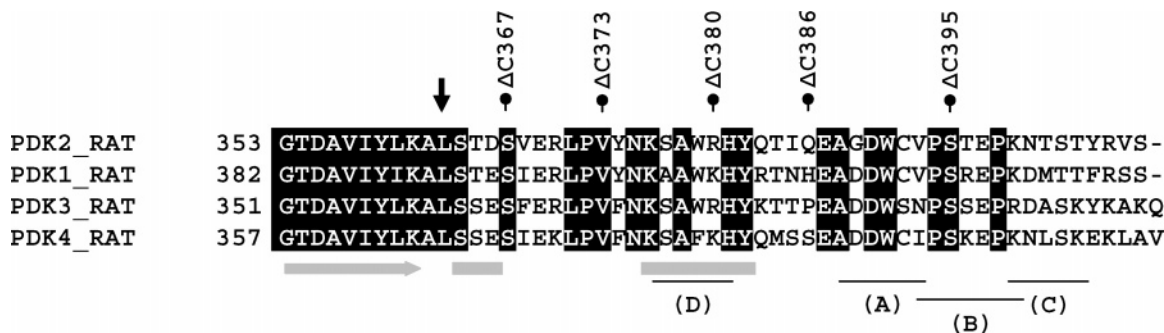 ΔC367 ΔC373 ΔC380 ΔC386 ΔC395
PDK2_RAT 353 GTDAVIYLKALSTDSVERLPVYNKSAWRHYQTIQEAGDWCVPSTEPKNTSTYRVS-
PDK1_RAT 382 GTDAVIYIKALSTESIERLPVYNKAAWKHYRTNHEADDWCVPSREPKDMTTFRSS-
PDK3_RAT 351 GTDAVIYLKALSSESFERLPVFNKSAWRHYKTTPEADDWSNPSSEPRDASKYKAKQ
PDK4_RAT 357 GTDAVIYLKALSSESIEKLPVFNKSAFKHYQMSSEADDWCIPSKEPKNLSKEKLAV
(D) (A) (C)
(B)